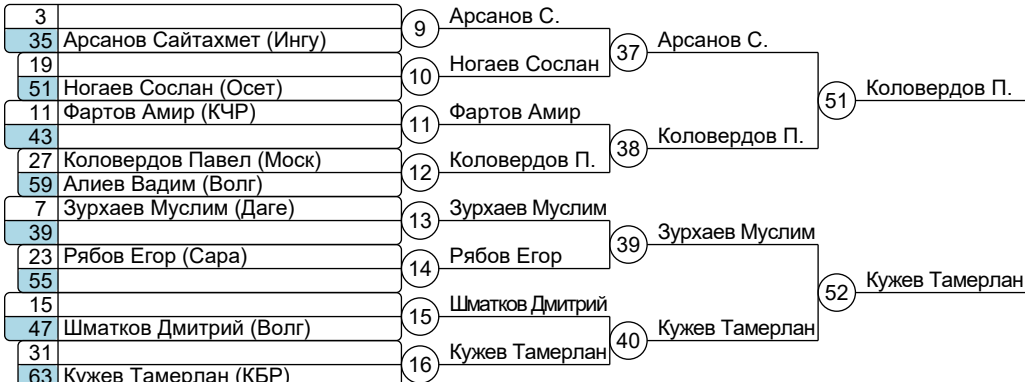 3
35 Арсанов Сайтахмет (Ингу)
19
51 Ногаев Сослан (Осет)
11 Фартов Амир (КЧР)
43
27 Коловердов Павел (Моск)
59 Алиев Вадим (Волг)
7 Зурхаев Муслим (Даге)
39
23 Рябов Егор (Сара)
55
15
47 Шматков Дмитрий (Волг)
31
63 Кужев Тамерлан (КБР)
9 Арсанов С.
10 Ногаев Сослан
11 Фартов Амир
12 Коловердов П.
13 Зурхаев Муслим
14 Рябов Егор
15 Шматков Дмитрий
16 Кужев Тамерлан
37 Арсанов С.
38 Коловердов П.
39 Зурхаев Муслим
40 Кужев Тамерлан
51 Коловердов П.
52 Кужев Тамерлан